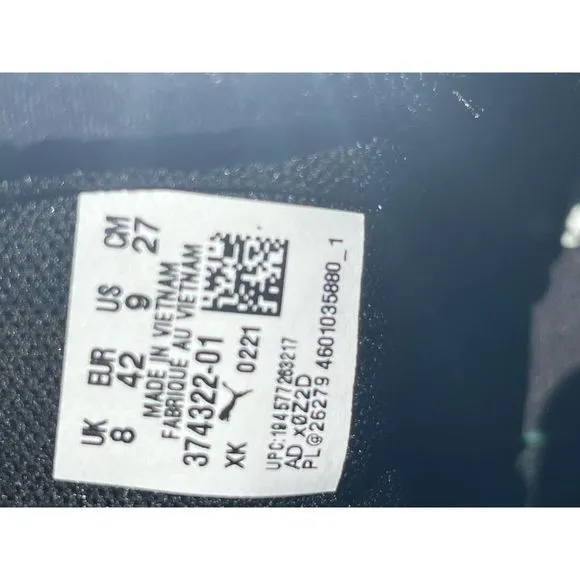 UK EUR US CM
8 42 9 27
MADE IN VIETNAM
FABRIQUE AU VIETNAM
374322-01
XK 0221
UPC:194577263217
AD x0Z2D
PL@25279 4601035880_1